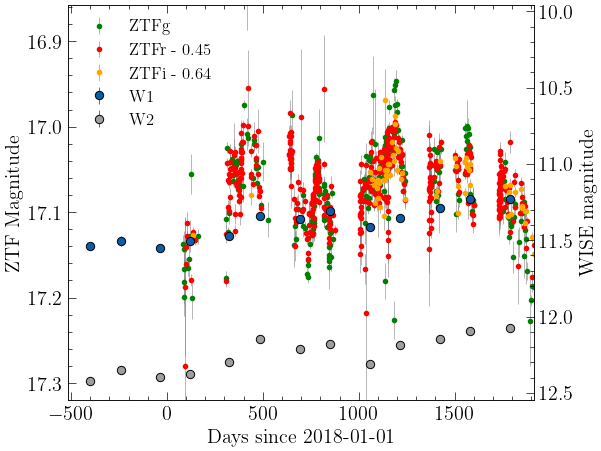 ZTFg
ZTFr - 0.45
ZTFi - 0.64
W1
W2
16.9
17.0
17.1
17.2
17.3
ZTF Magnitude
10.0
10.5
11.0
11.5
12.0
12.5
WISE magnitude
−500
0
500
1000
1500
Days since 2018-01-01